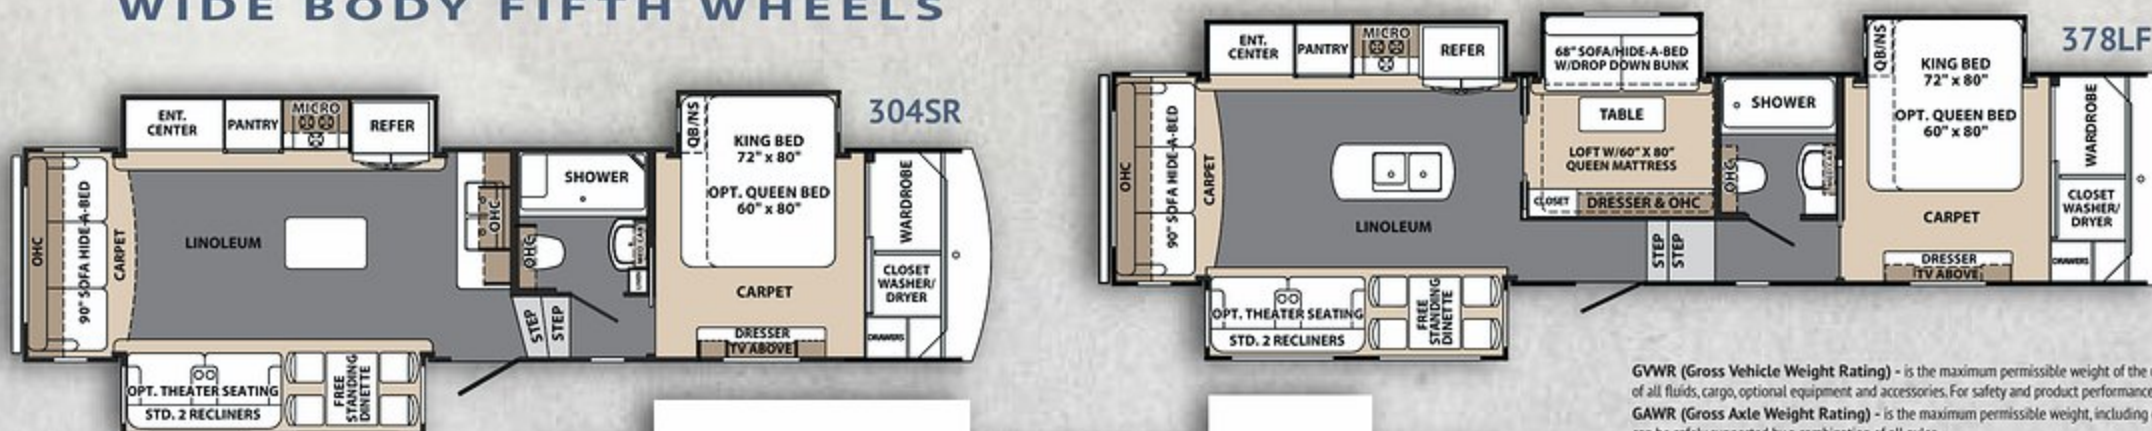 WIDE BODY FIFTH WHEELS
304SR
ENT.
CENTER
PANTRY
MICRO
REFER
QB/NS
KING BED
72" x 80"
OPT. QUEEN BED
60" x 80"
OHC
90" SOFA HIDE-A-BED
CARPET
LINOLEUM
OHC
SHOWER
OHC
MED CAB
LINEN
STEP
STEP
CARPET
DRESSER
TV ABOVE
WARDROBE
CLOSET
WASHER/
DRYER
DRAWERS
OPT. THEATER SEATING
STD. 2 RECLINERS
FREE
STANDING
DINETTE
378LF
ENT.
CENTER
PANTRY
MICRO
REFER
68" SOFA/HIDE-A-BED
W/DROP DOWN BUNK
TABLE
LOFT W/60" X 80"
QUEEN MATTRESS
CLOSET
DRESSER & OHC
OHC
90" SOFA HIDE-A-BED
CARPET
LINOLEUM
STEP
STEP
SHOWER
OHC
MED CAB
QB/NS
KING BED
72" x 80"
OPT. QUEEN BED
60" x 80"
CARPET
DRESSER
TV ABOVE
WARDROBE
CLOSET
WASHER/
DRYER
DRAWERS
OPT. THEATER SEATING
STD. 2 RECLINERS
FREE
STANDING
DINETTE
GVWR (Gross Vehicle Weight Rating) - is the maximum permissible weight of the
of all fluids, cargo, optional equipment and accessories. For safety and product performance
GAWR (Gross Axle Weight Rating) - is the maximum permissible weight, including